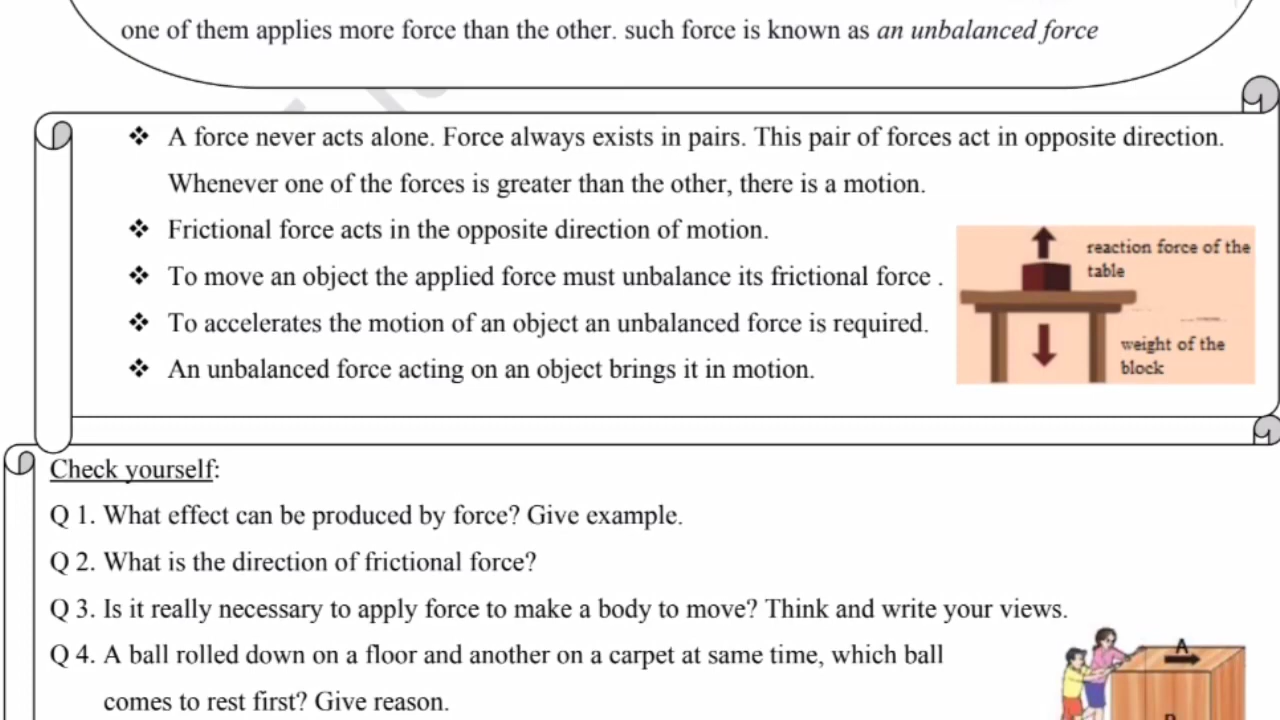 one of them applies more force than the other. such force is known as an unbalanced force
❖ A force never acts alone. Force always exists in pairs. This pair of forces act in opposite direction.
Whenever one of the forces is greater than the other, there is a motion.
❖ Frictional force acts in the opposite direction of motion.
❖ To move an object the applied force must unbalance its frictional force .
❖ To accelerates the motion of an object an unbalanced force is required.
❖ An unbalanced force acting on an object brings it in motion.
reaction force of the
table
weight of the
block
Check yourself:
Q 1. What effect can be produced by force? Give example.
Q 2. What is the direction of frictional force?
Q 3. Is it really necessary to apply force to make a body to move? Think and write your views.
Q 4. A ball rolled down on a floor and another on a carpet at same time, which ball
comes to rest first? Give reason.
A